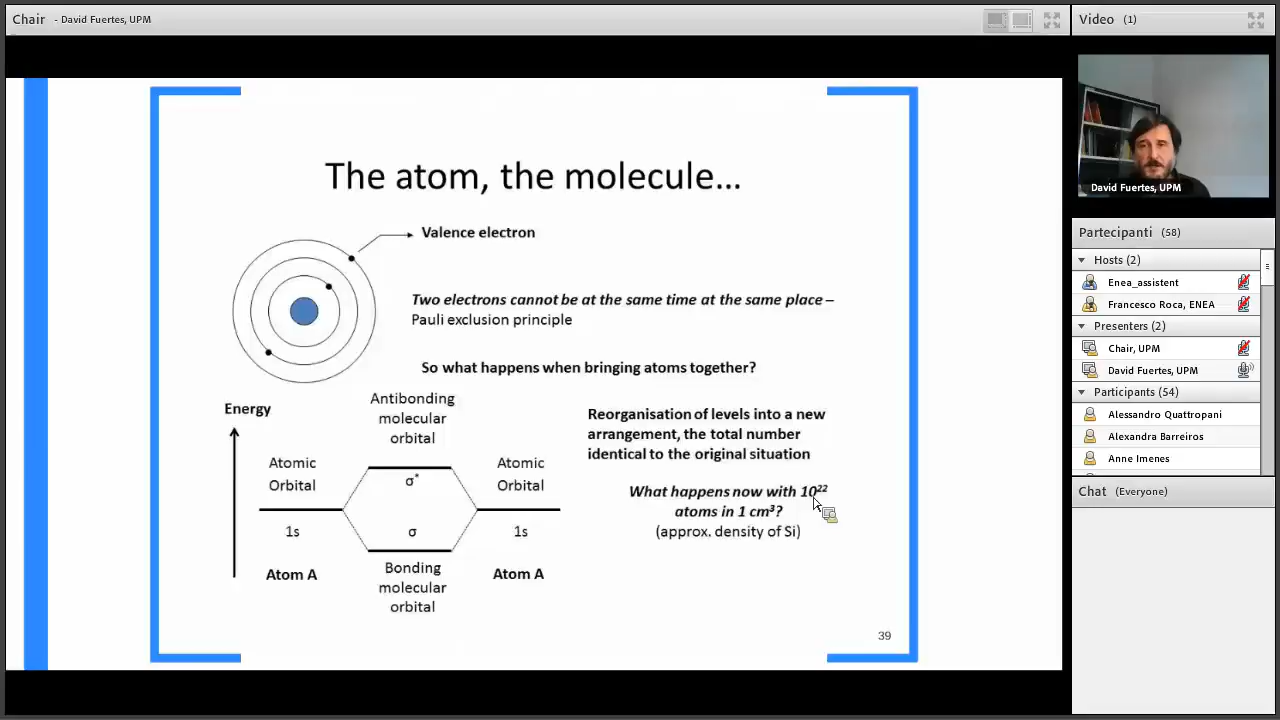 Chair - David Fuertes, UPM
Video (1)
David Fuertes, UPM
The atom, the molecule…
Valence electron
Two electrons cannot be at the same time at the same place –
Pauli exclusion principle
So what happens when bringing atoms together?
Energy
Antibonding
molecular
orbital
Atomic
Orbital
σ*
Atomic
Orbital
1s
σ
1s
Atom A
Bonding
molecular
orbital
Atom A
Reorganisation of levels into a new
arrangement, the total number
identical to the original situation
What happens now with 10²²
atoms in 1 cm³?
(approx. density of Si)
39
Partecipanti (58)
Hosts (2)
Enea_assistent
Francesco Roca, ENEA
Presenters (2)
Chair, UPM
David Fuertes, UPM
Participants (54)
Alessandro Quattropani
Alexandra Barreiros
Anne Imenes
Chat (Everyone)